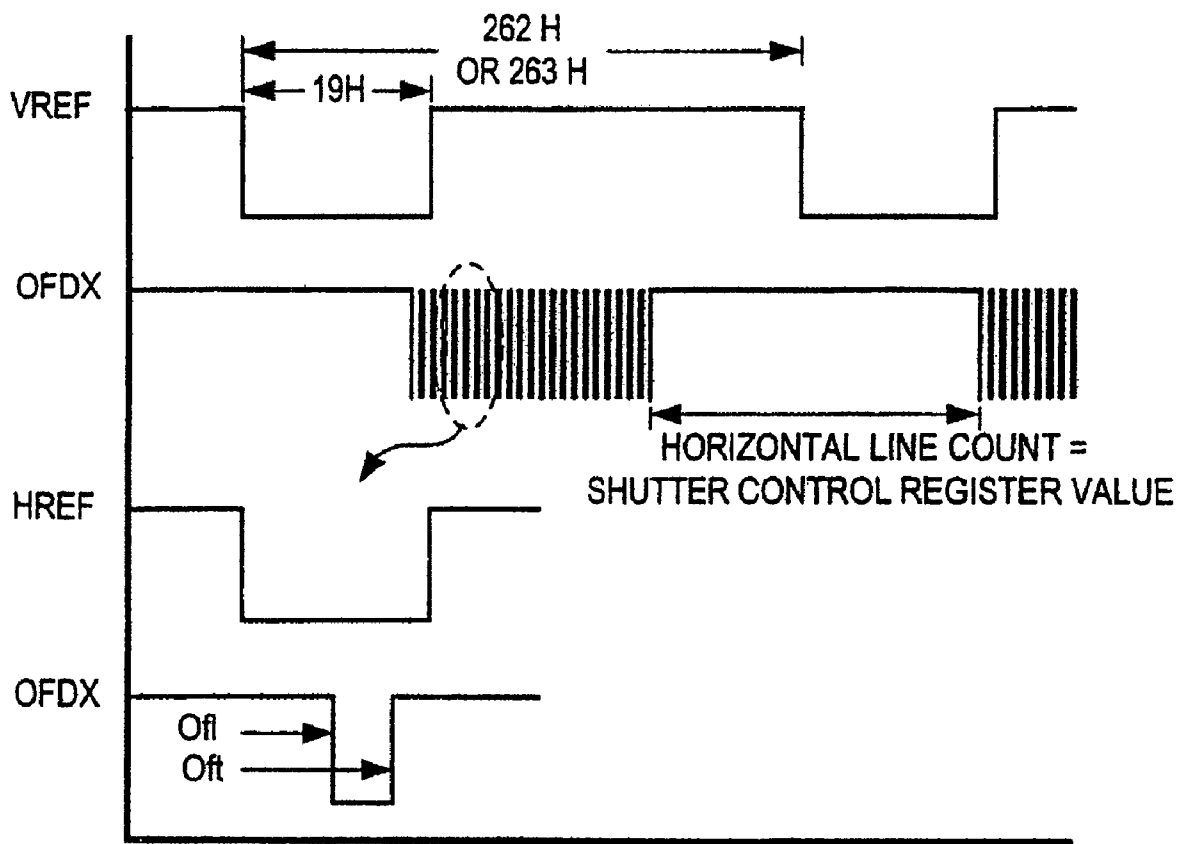 262 H
OR 263 H
19H
VREF
OFDX
HORIZONTAL LINE COUNT =
SHUTTER CONTROL REGISTER VALUE
HREF
OFDX
Ofl
Oft